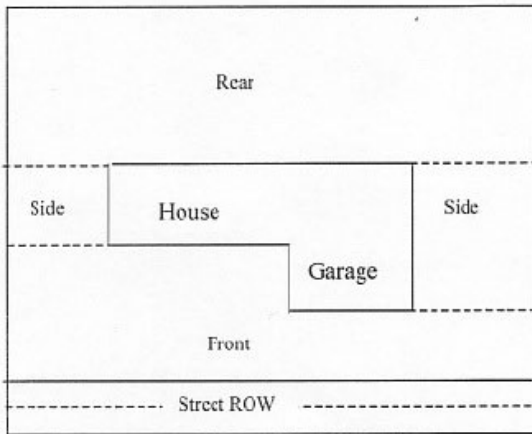 Rear
Side
House
Side
Garage
Front
Street ROW